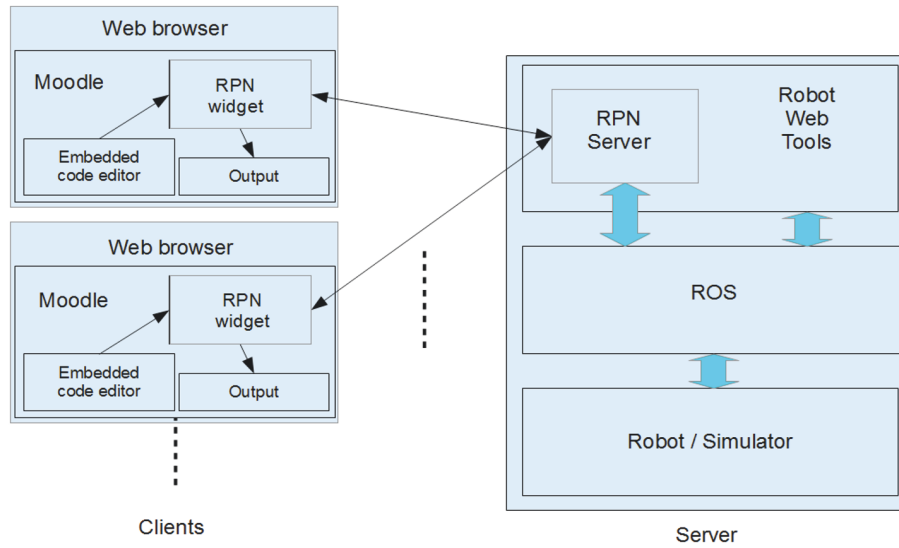 Web browser
Moodle
RPN
widget
Embedded
code editor
Output
Web browser
Moodle
RPN
widget
Embedded
code editor
Output
Clients
RPN
Server
Robot
Web
Tools
ROS
Robot / Simulator
Server